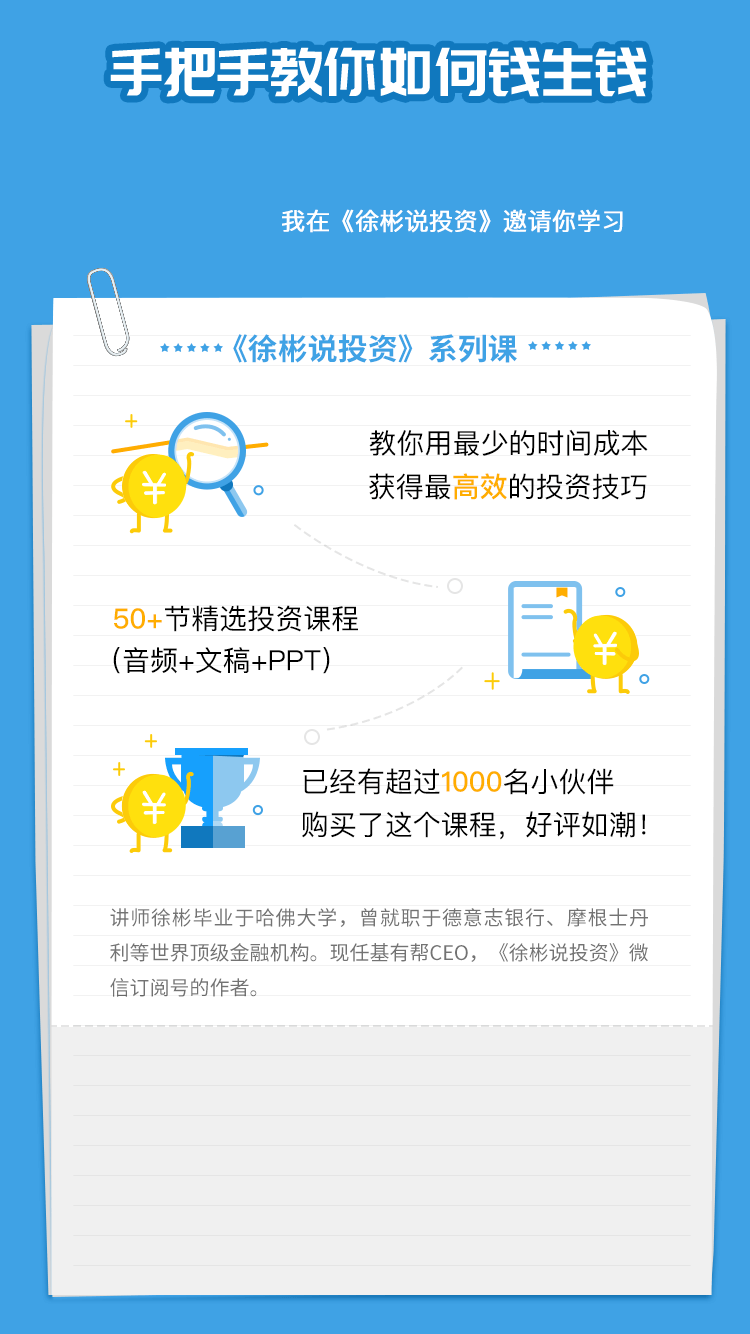 手把手教你如何钱生钱
我在《徐彬说投资》邀请你学习
《徐彬说投资》系列课
教你用最少的时间成本
获得最高效的投资技巧
50+节精选投资课程
(音频+文稿+PPT)
已经有超过1000名小伙伴
购买了这个课程，好评如潮！
讲师徐彬毕业于哈佛大学，曾就职于德意志银行、摩根士丹
利等世界顶级金融机构。现任基有帮CEO，《徐彬说投资》微
信订阅号的作者。